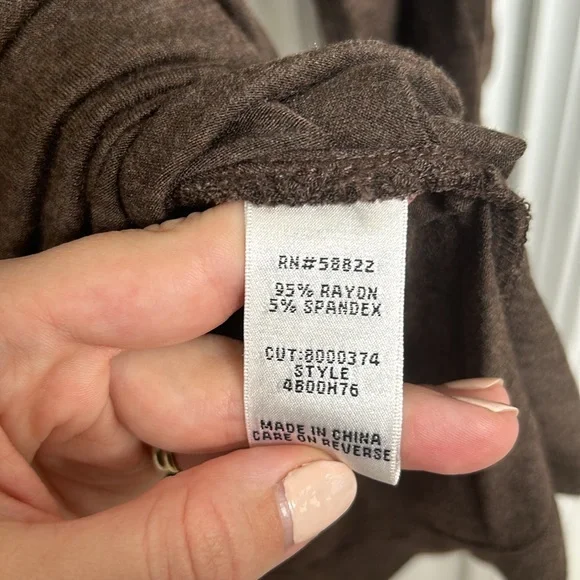 RN#58822
95% RAYON
5% SPANDEX
CUT:8000374
STYLE
4B00H76
MADE IN CHINA
CARE ON REVERSE